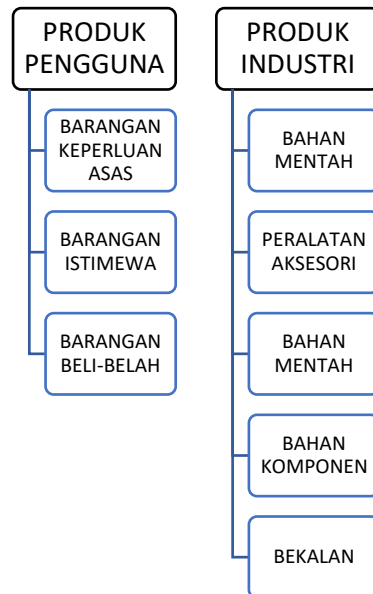 PRODUK
PENGGUNA
BARANGAN
KEPERLUAN
ASAS
BARANGAN
ISTIMEWA
BARANGAN
BELI-BELAH
PRODUK
INDUSTRI
BAHAN
MENTAH
PERALATAN
AKSESORI
BAHAN
MENTAH
BAHAN
KOMPONEN
BEKALAN